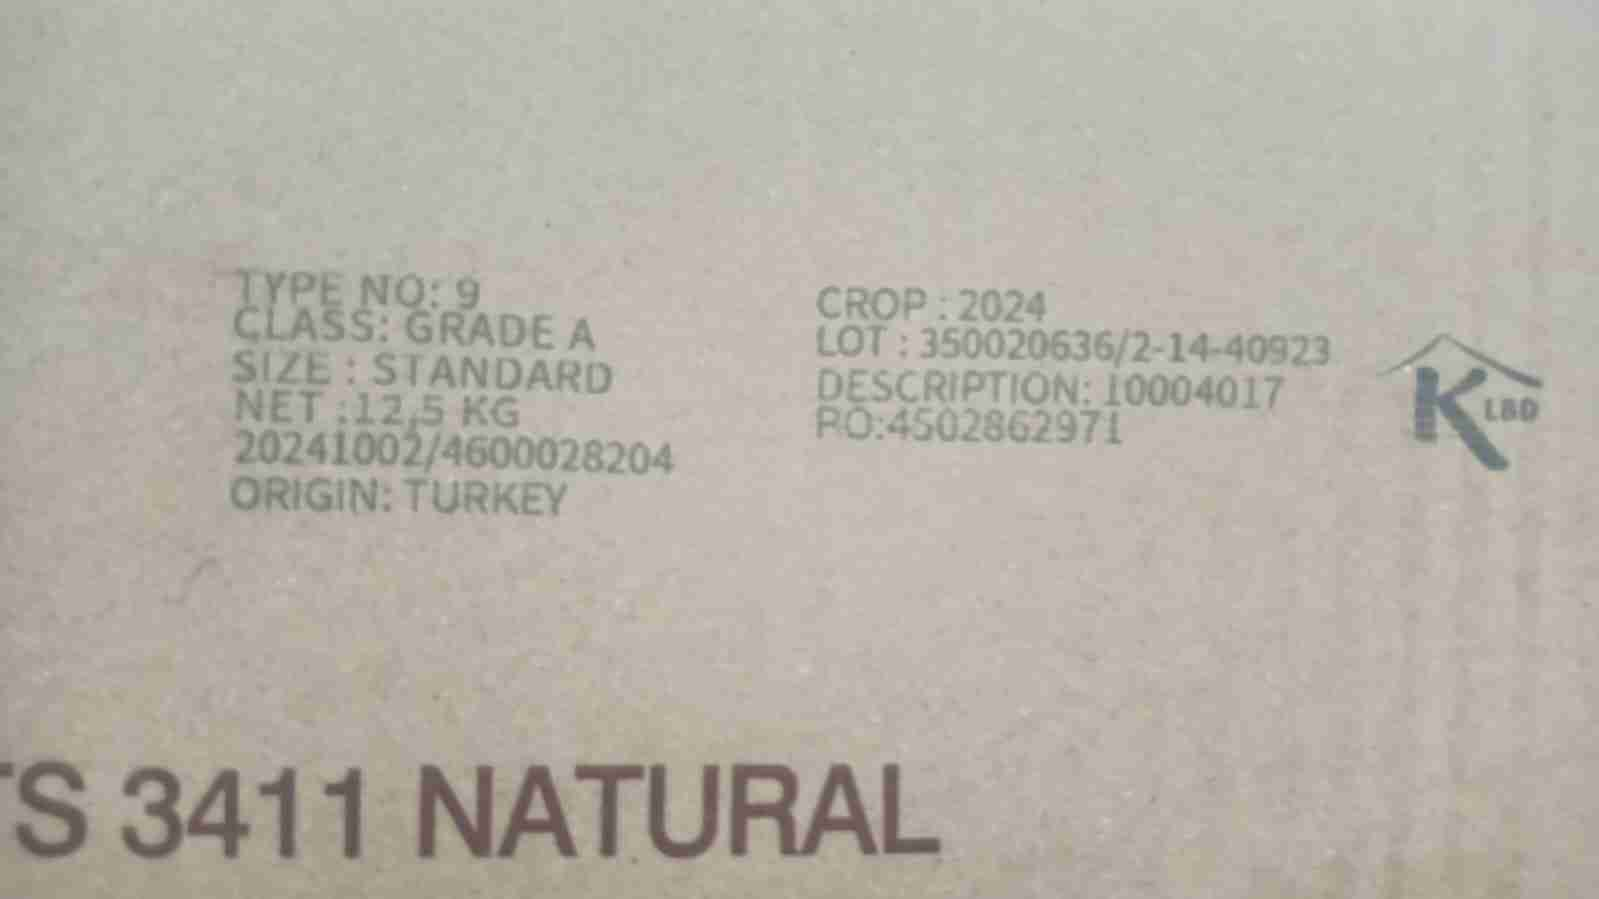 TYPE NO: 9
CLASS: GRADE A
SIZE : STANDARD
NET :12,5 KG
20241002/4600028204
ORIGIN: TURKEY
CROP : 2024
LOT : 350020636/2-14-40923
DESCRIPTION: 10004017
PO:4502862971
K LBD
TS 3411 NATURAL